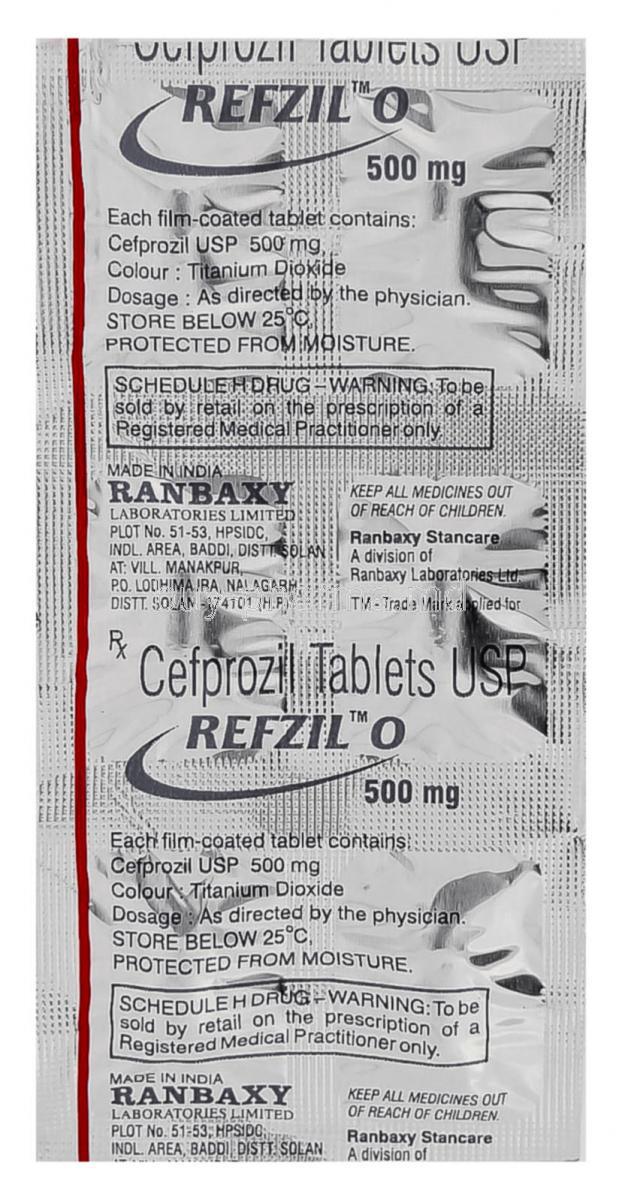 Cefprozil Tablets USP
REFZIL™ O
500 mg
Each film-coated tablet contains:
Cefprozil USP 500 mg
Colour : Titanium Dioxide
Dosage : As directed by the physician.
STORE BELOW 25°C,
PROTECTED FROM MOISTURE.
SCHEDULE H DRUG – WARNING: To be
sold by retail on the prescription of a
Registered Medical Practitioner only.
MADE IN INDIA
RANBAXY
LABORATORIES LIMITED
PLOT No. 51-53, HPSIDC,
INDL. AREA, BADDI, DISTT. SOLAN
AT: VILL. MANAKPUR,
P.O. LODHIMAJRA, NALAGARH
DISTT. SOLAN - 174101 (H.P.)
KEEP ALL MEDICINES OUT
OF REACH OF CHILDREN.
Ranbaxy Stancare
A division of
Ranbaxy Laboratories Ltd.
TM - Trade Mark applied for
Rx Cefprozil Tablets USP
REFZIL™ O
500 mg
Each film-coated tablet contains:
Cefprozil USP 500 mg
Colour : Titanium Dioxide
Dosage : As directed by the physician.
STORE BELOW 25°C,
PROTECTED FROM MOISTURE.
SCHEDULE H DRUG – WARNING: To be
sold by retail on the prescription of a
Registered Medical Practitioner only.
MADE IN INDIA
RANBAXY
LABORATORIES LIMITED
PLOT No. 51-53, HPSIDC,
INDL. AREA, BADDI, DISTT. SOLAN
KEEP ALL MEDICINES OUT
OF REACH OF CHILDREN.
Ranbaxy Stancare
A division of